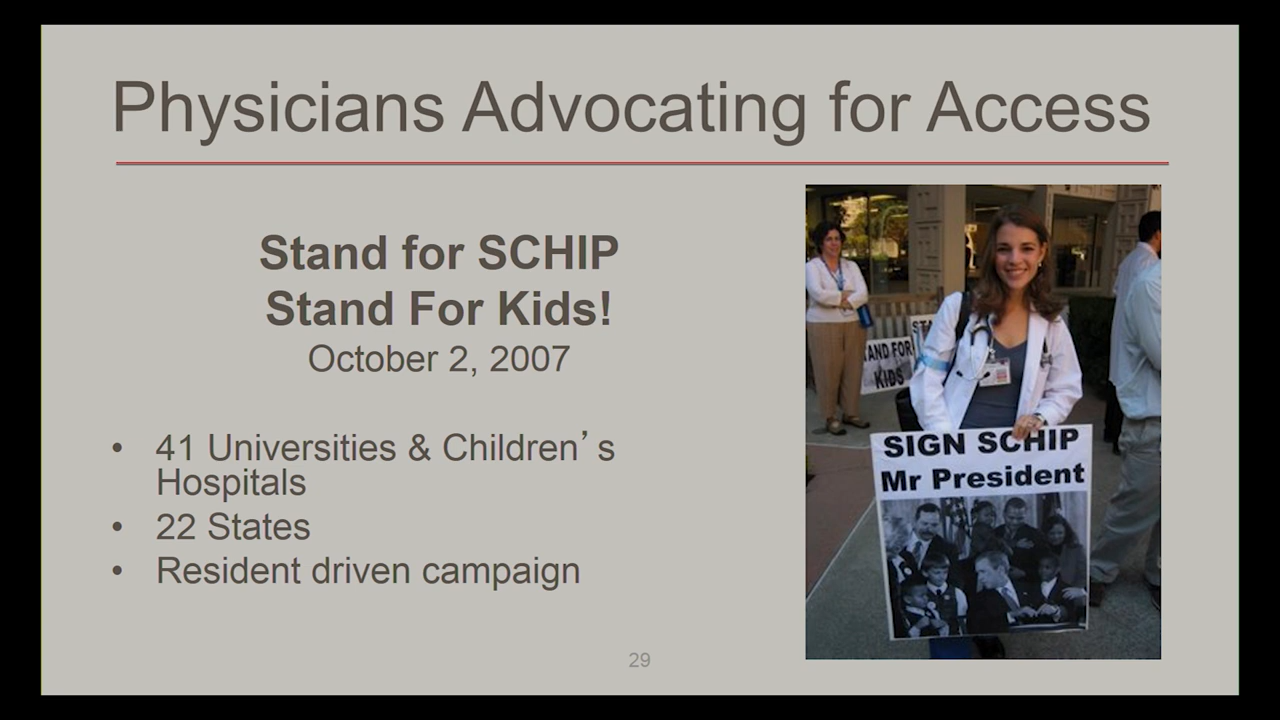 Physicians Advocating for Access
Stand for SCHIP
Stand For Kids!
October 2, 2007
• 41 Universities & Children's
Hospitals
• 22 States
• Resident driven campaign
AND FOR
KIDS
SIGN SCHIP
Mr President
29